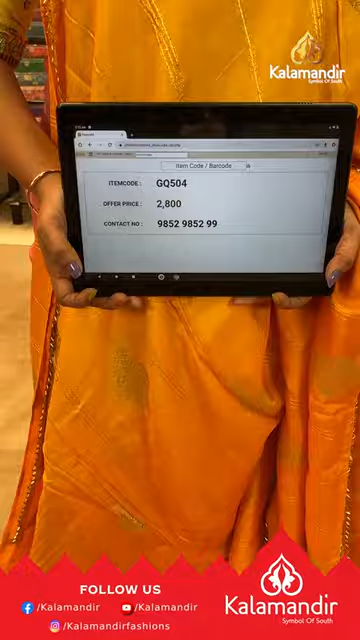 Kalamandir
Symbol Of South
Item Code / Barcode
ITEMCODE : GQ504
OFFER PRICE : 2,800
CONTACT NO : 9852 9852 99
FOLLOW US
/Kalamandir
/Kalamandir
/Kalamandirfashions
Kalamandir
Symbol Of South